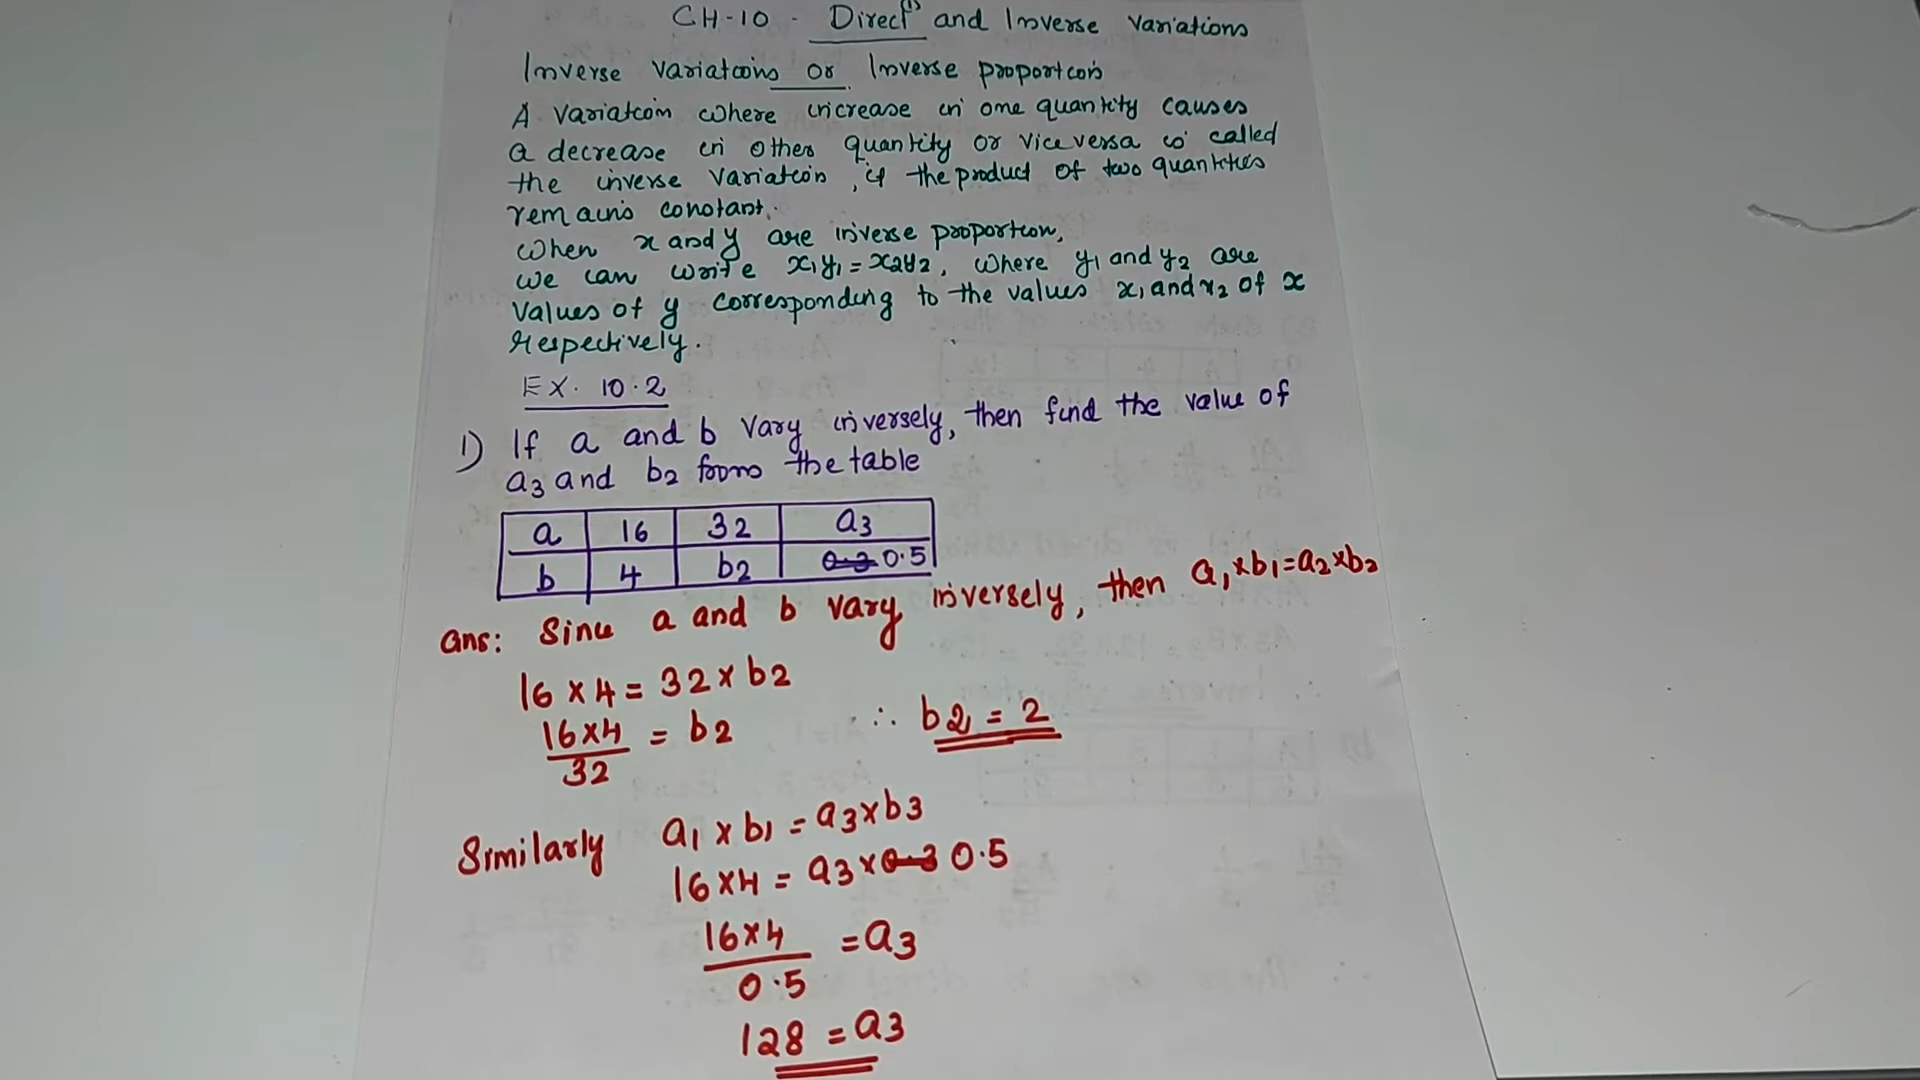 CH-10 - Direct and Inverse Variations
Inverse Variations or Inverse proportion
A variation where increase in one quantity causes
a decrease in other quantity or vice versa is called
the inverse variation, if the product of two quantities
remains constant.
When x and y are inverse proportion,
we can write x₁y₁ = x₂y₂, where y₁ and y₂ are
values of y corresponding to the values x₁ and x₂ of x
respectively.
EX. 10.2
1) If a and b vary inversely, then find the value of
a₃ and b₂ from the table
a 16 32 a₃
b 4 b₂ 0.5
ans: Since a and b vary inversely, then a₁×b₁=a₂×b₂
16 × 4 = 32 × b₂
16×4/32 = b₂ ∴ b₂ = 2
Similarly a₁ × b₁ = a₃×b₃
16×4 = a₃× 0.5
16×4/0.5 = a₃
128 = a₃